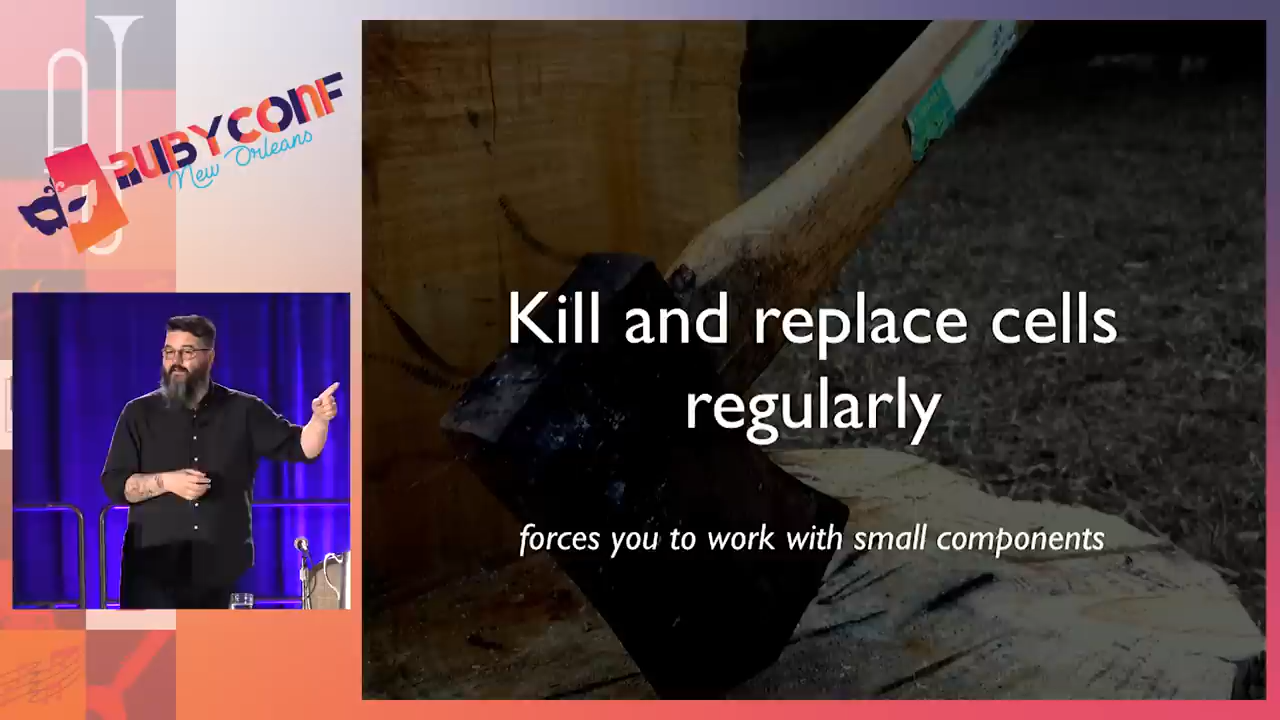 RUBYCONF
New Orleans
Kill and replace cells
regularly
forces you to work with small components